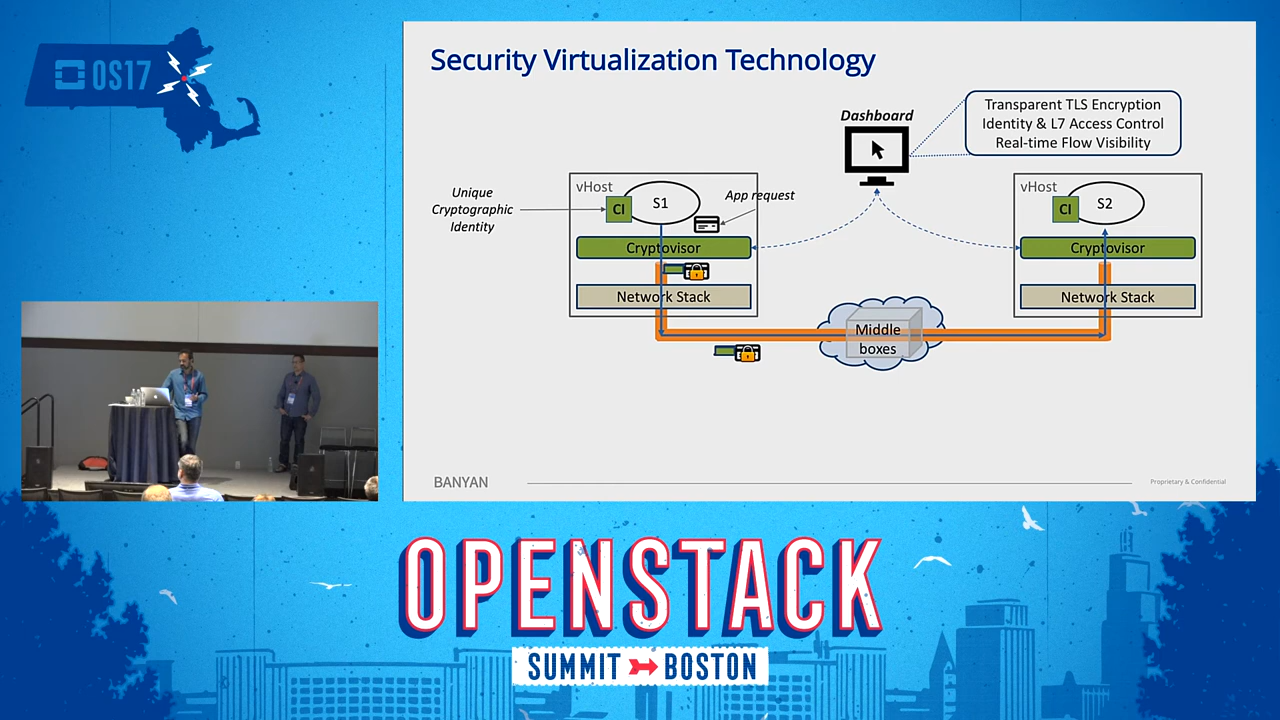 OS17
Security Virtualization Technology
Dashboard
Transparent TLS Encryption
Identity & L7 Access Control
Real-time Flow Visibility
Unique
Cryptographic
Identity
vHost
CI
S1
App request
Cryptovisor
Network Stack
vHost
CI
S2
Cryptovisor
Network Stack
Middle
boxes
BANYAN
Proprietary & Confidential
OPENSTACK
SUMMIT BOSTON